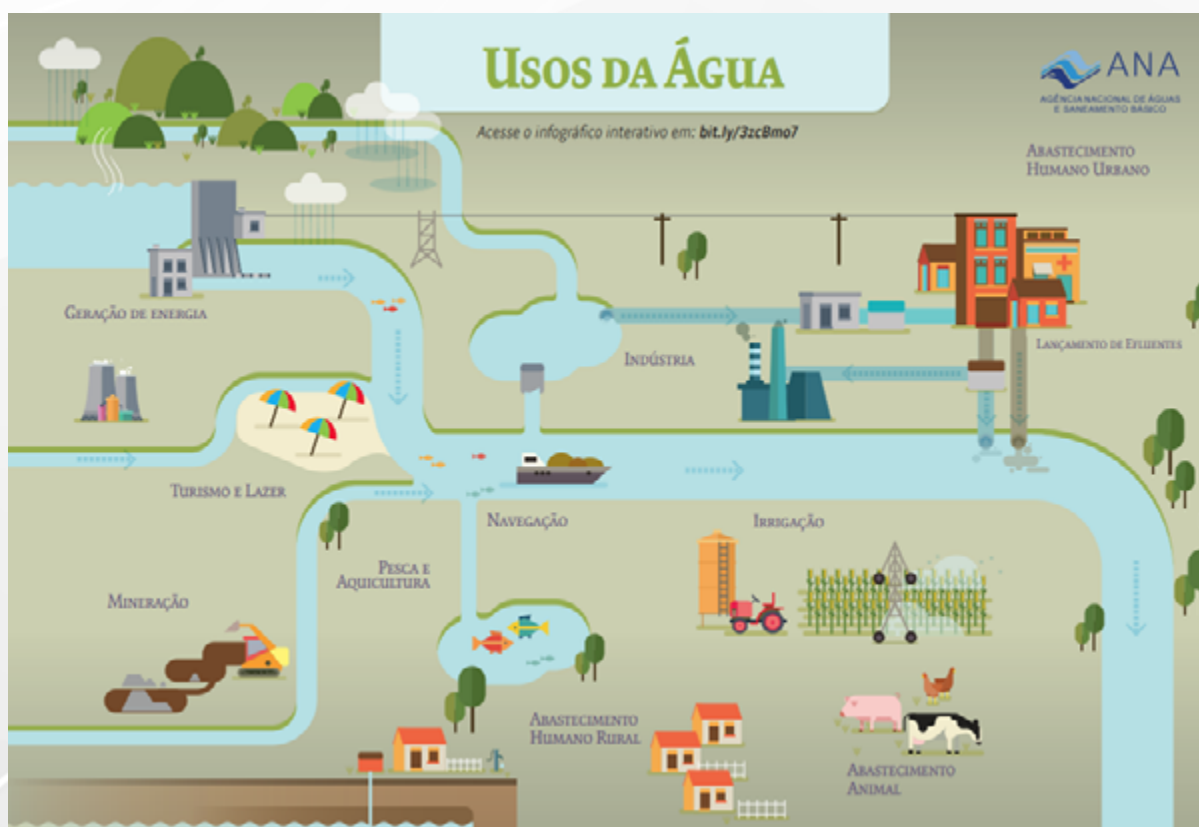 USOS DA ÁGUA
Acesse o infográfico interativo em: bit.ly/3zcBmo7
ANA
AGÊNCIA NACIONAL DE ÁGUAS
E SANEAMENTO BÁSICO
ABASTECIMENTO
HUMANO URBANO
GERAÇÃO DE ENERGIA
INDÚSTRIA
LANÇAMENTO DE EFLUENTES
TURISMO E LAZER
NAVEGAÇÃO
IRRIGAÇÃO
PESCA E
AQUICULTURA
MINERAÇÃO
ABASTECIMENTO
HUMANO RURAL
ABASTECIMENTO
ANIMAL